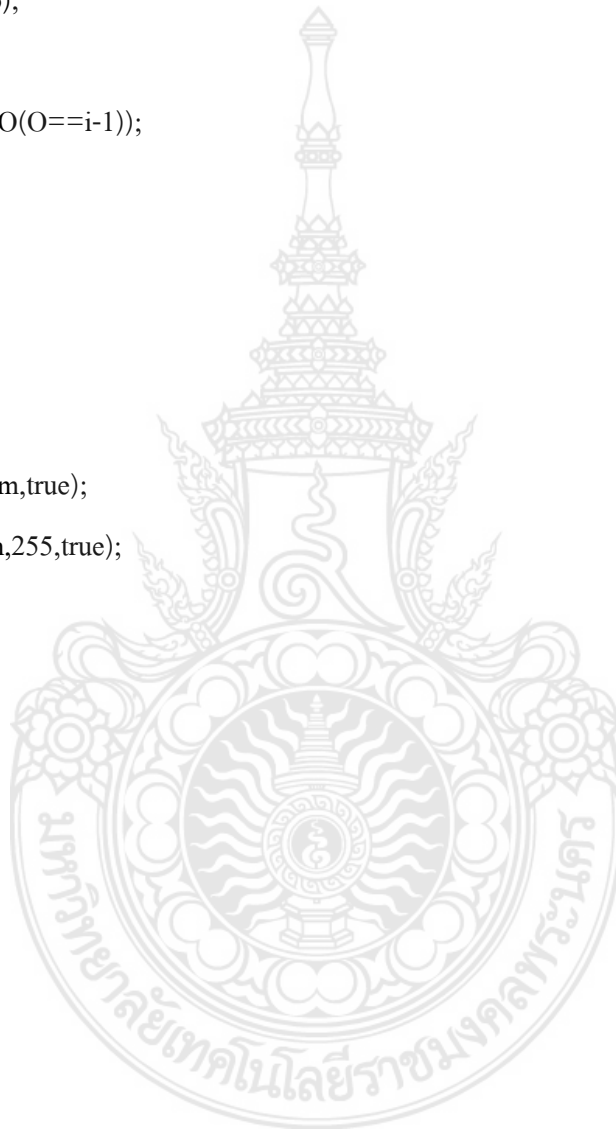 );
O(O==i-1));
m,true);
,255,true);
มหาวิทยาลัยเทคโนโลยีราชมงคลพระนคร